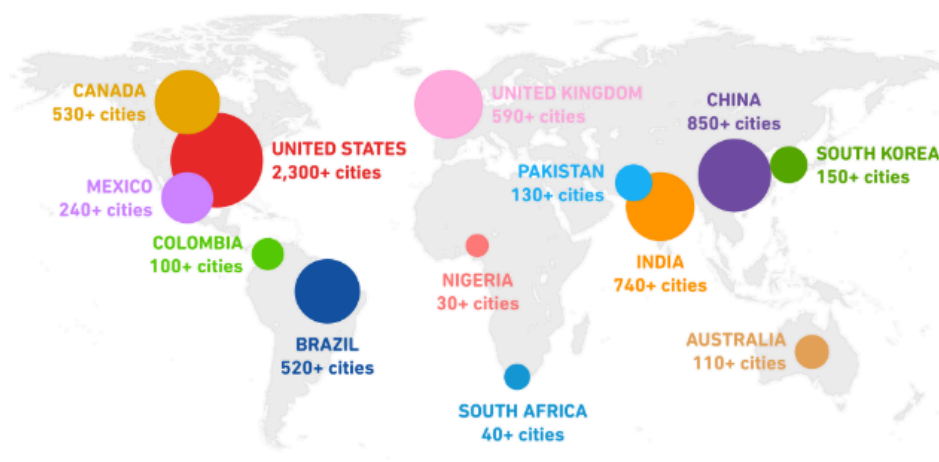 CANADA
530+ cities
UNITED STATES
2,300+ cities
MEXICO
240+ cities
COLOMBIA
100+ cities
BRAZIL
520+ cities
UNITED KINGDOM
590+ cities
CHINA
850+ cities
SOUTH KOREA
150+ cities
PAKISTAN
130+ cities
INDIA
740+ cities
NIGERIA
30+ cities
AUSTRALIA
110+ cities
SOUTH AFRICA
40+ cities